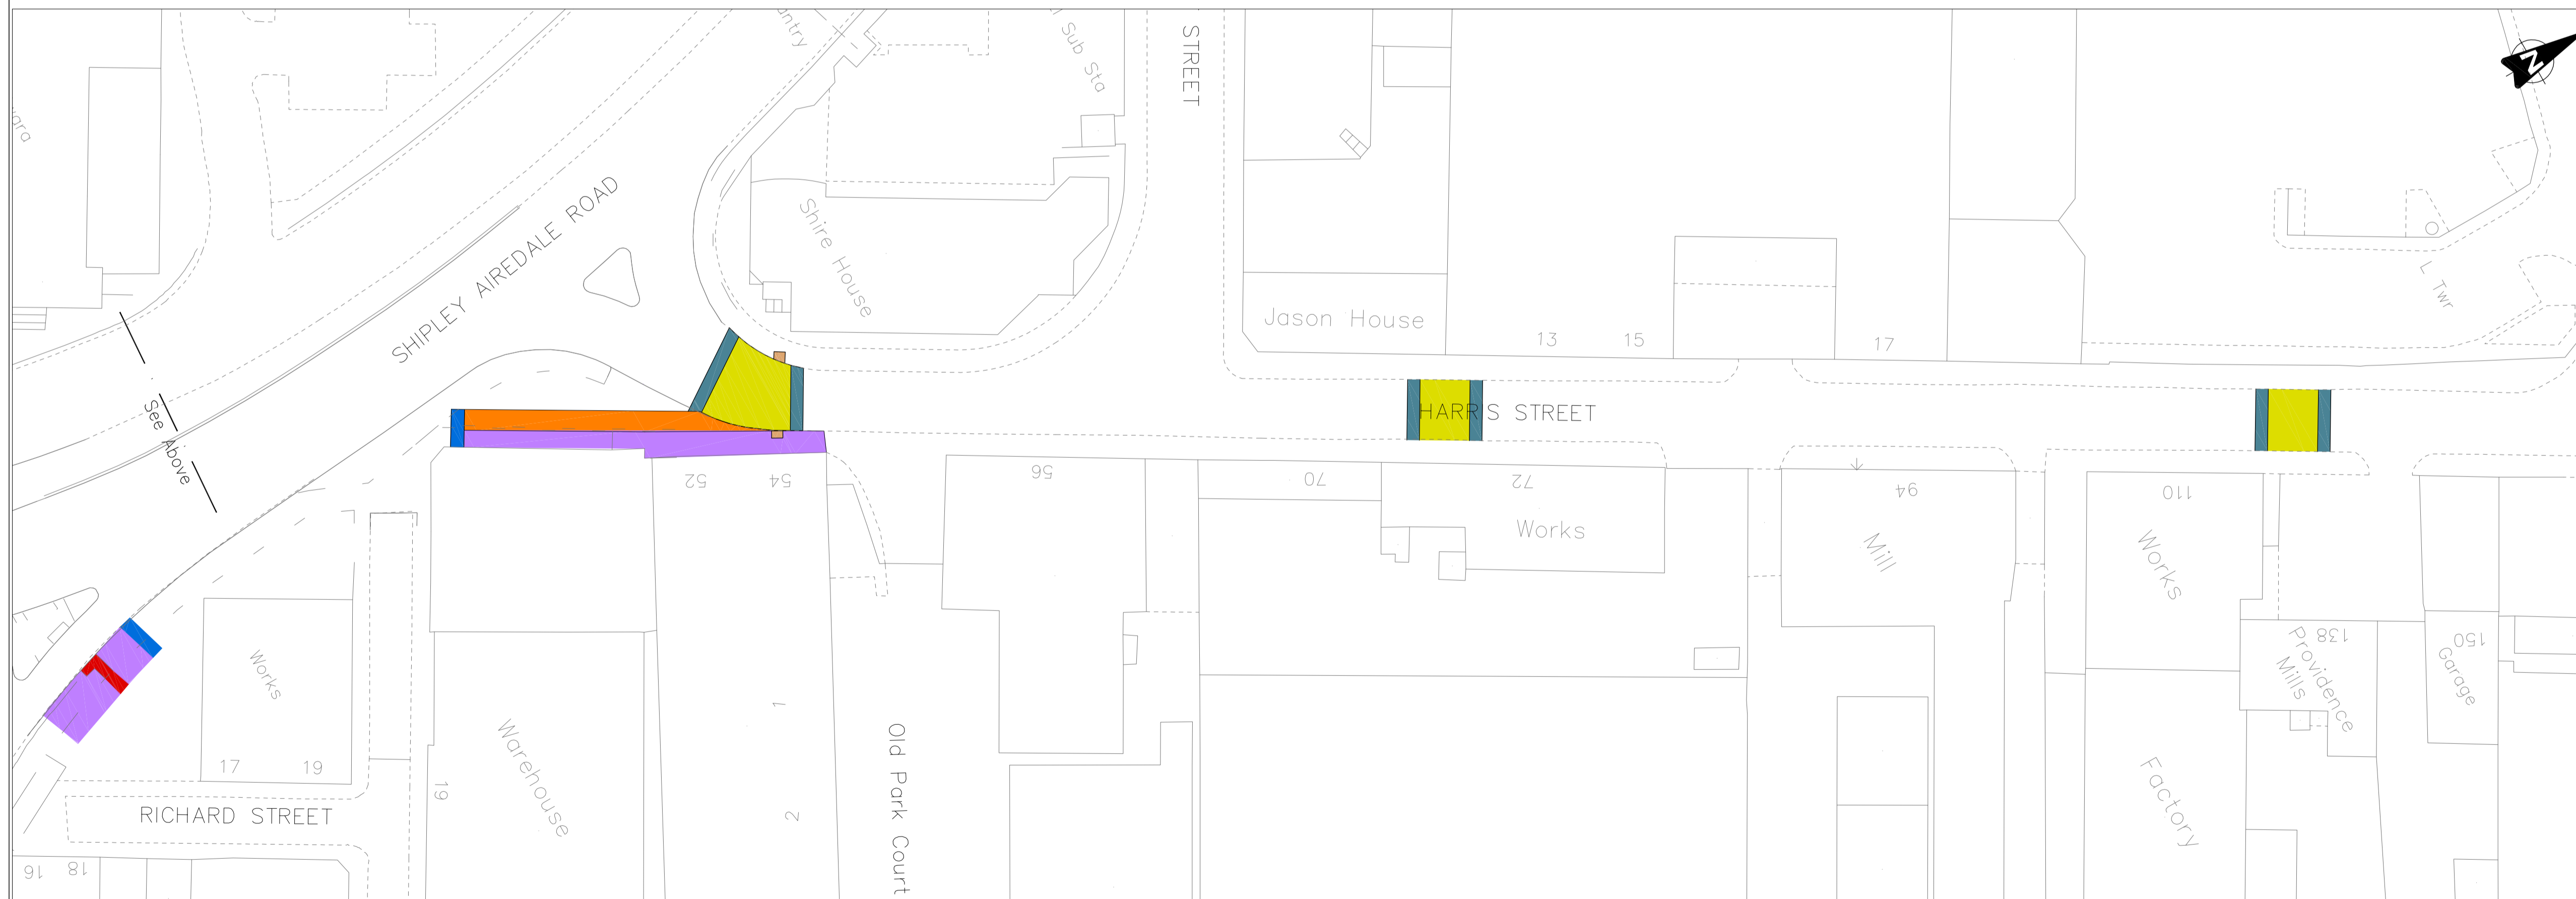 STREET
Sub Sta
N
SHIPLEY AIREDALE ROAD
Shire House
L Twr
Jason House
13
15
17
HARRIS STREET
See Above
52
54
56
70
72
94
110
Works
Mill
Works
138
150
Providence
Mills
Garage
Works
1
Warehouse
Old Park Court
17
19
19
2
Factory
RICHARD STREET
16
18